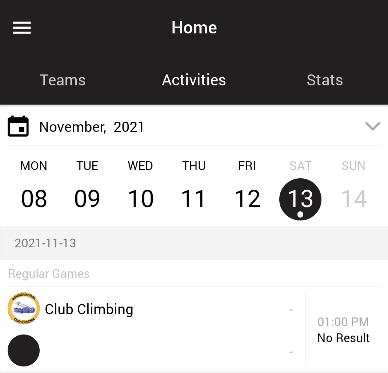 Home
Teams Activities Stats
November, 2021
MON TUE WED THU FRI SAT SUN
08 09 10 11 12 13 14
2021-11-13
Regular Games
Club Climbing -
01:00 PM
No Result
-